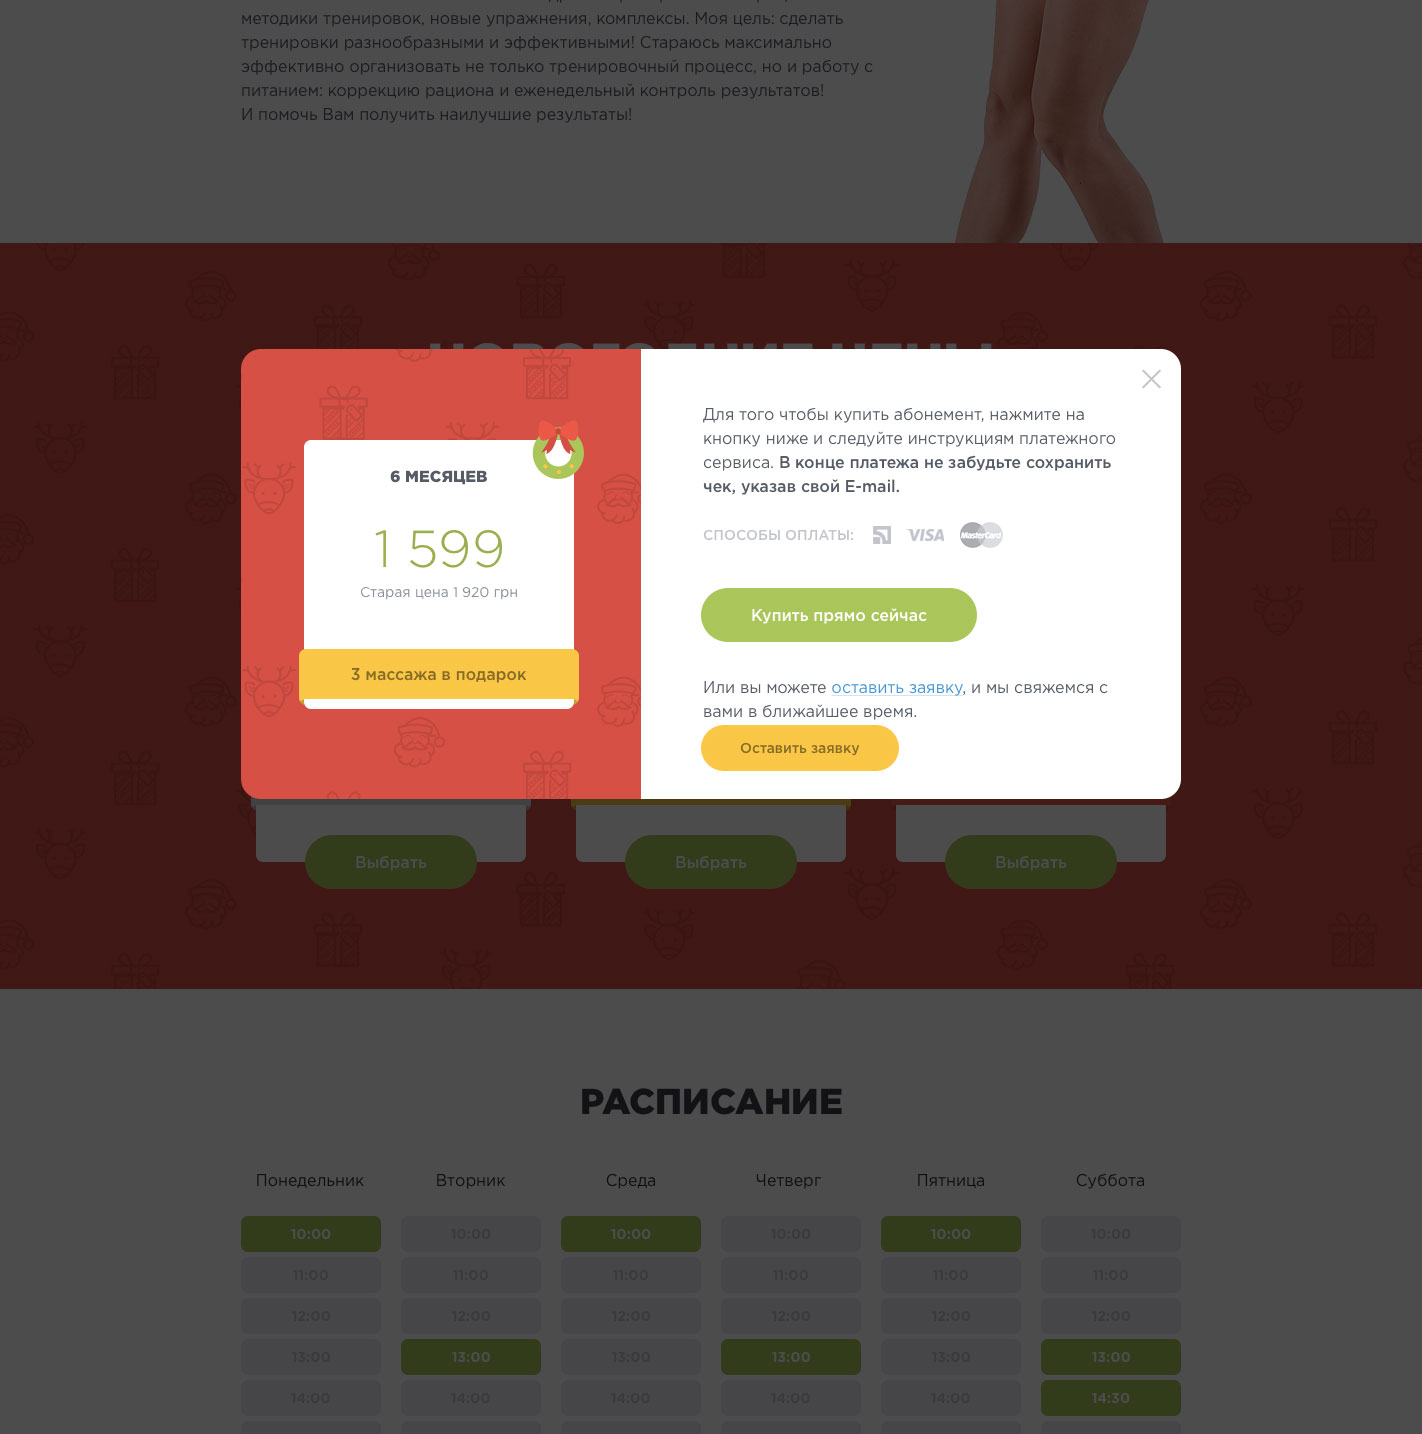 методики тренировок, новые упражнения, комплексы. Моя цель: сделать
тренировки разнообразными и эффективными! Стараюсь максимально
эффективно организовать не только тренировочный процесс, но и работу с
питанием: коррекцию рациона и еженедельный контроль результатов!
И помочь Вам получить наилучшие результаты!
6 МЕСЯЦЕВ
1 599
Старая цена 1 920 грн
3 массажа в подарок
Для того чтобы купить абонемент, нажмите на
кнопку ниже и следуйте инструкциям платежного
сервиса. В конце платежа не забудьте сохранить
чек, указав свой E-mail.
СПОСОБЫ ОПЛАТЫ: VISA MasterCard
Купить прямо сейчас
Или вы можете оставить заявку, и мы свяжемся с
вами в ближайшее время.
Оставить заявку
Выбрать Выбрать Выбрать
РАСПИСАНИЕ
Понедельник Вторник Среда Четверг Пятница Суббота
10:00 10:00 10:00 10:00 10:00 10:00
11:00 11:00 11:00 11:00 11:00 11:00
12:00 12:00 12:00 12:00 12:00 12:00
13:00 13:00 13:00 13:00 13:00 13:00
14:00 14:00 14:00 14:00 14:00 14:30